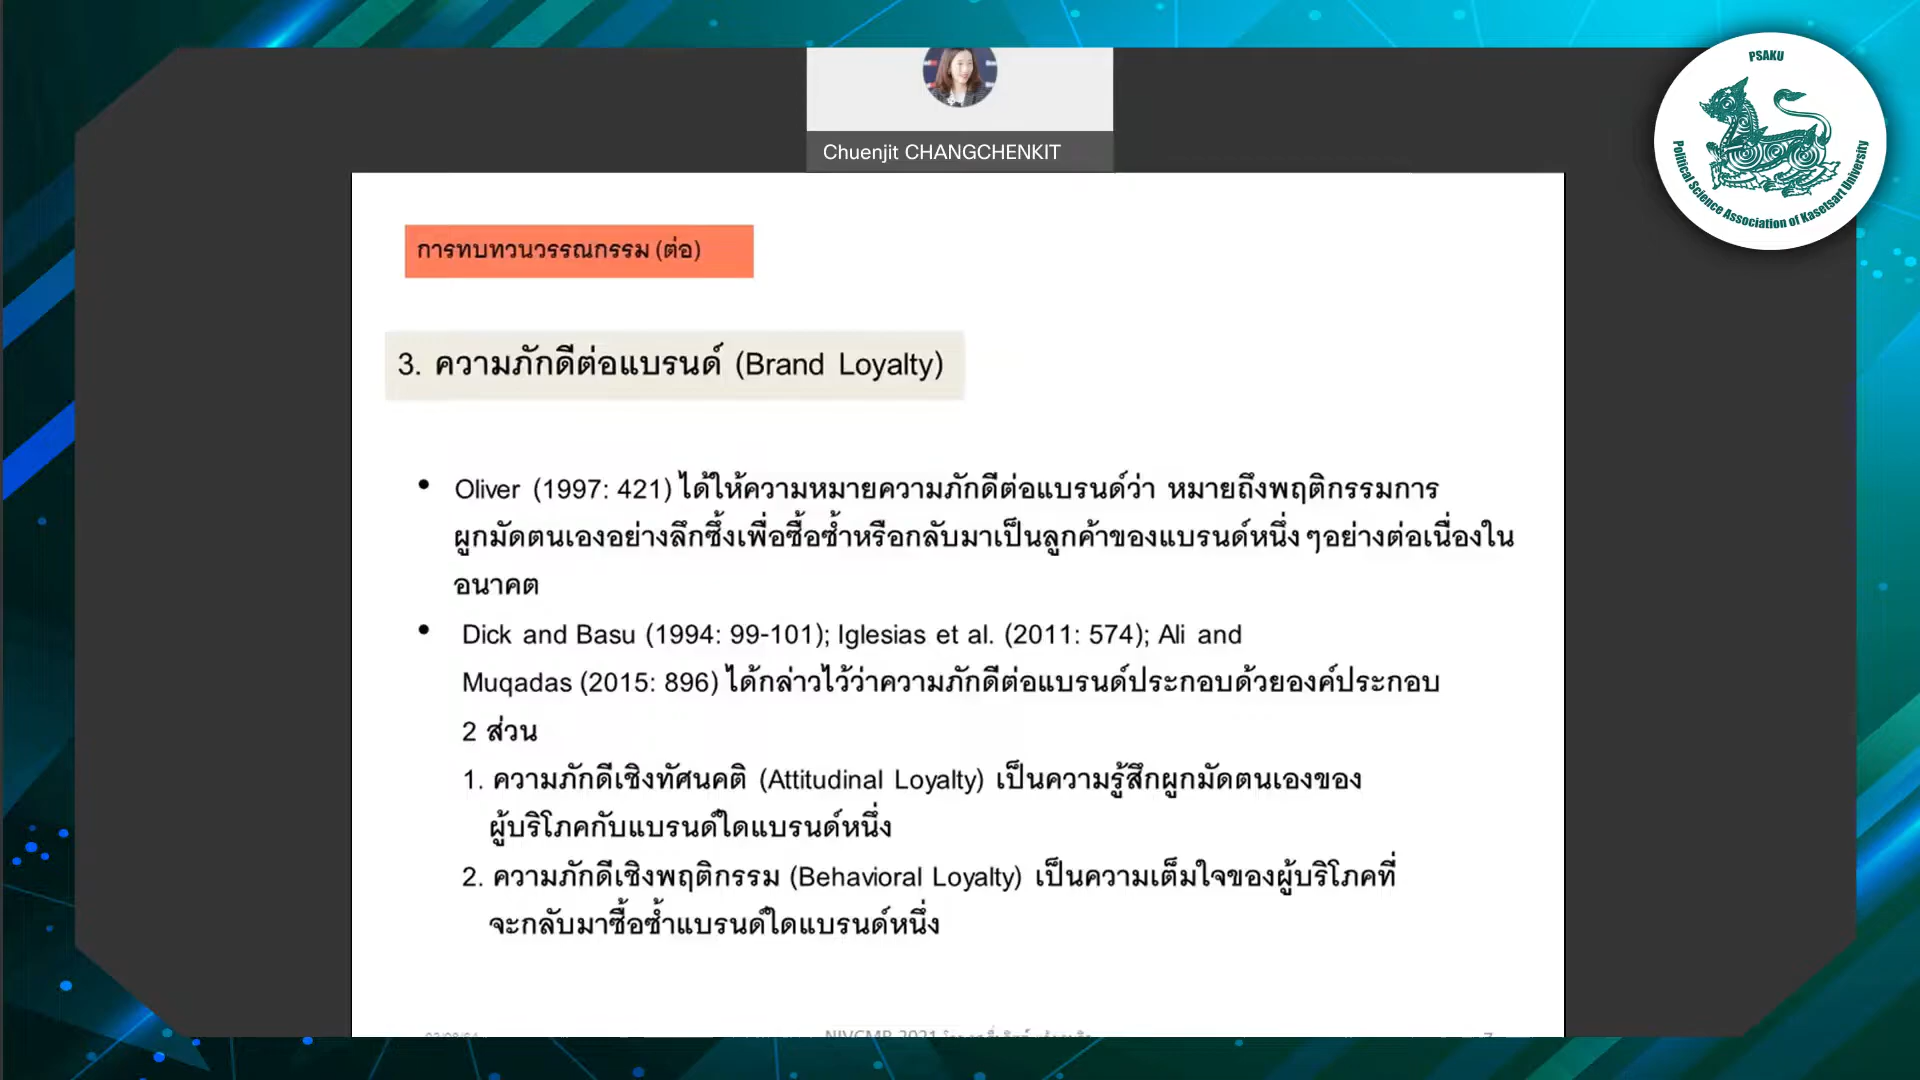 PSAKU
Political Science Association of Kasetsart University
Chuenjit CHANGCHENKIT
การทบทวนวรรณกรรม (ต่อ)
3. ความภักดีต่อแบรนด์ (Brand Loyalty)
• Oliver (1997: 421) ได้ให้ความหมายความภักดีต่อแบรนด์ว่า หมายถึงพฤติกรรมการ
ผูกมัดตนเองอย่างลึกซึ้งเพื่อซื้อซ้ำหรือกลับมาเป็นลูกค้าของแบรนด์หนึ่ง ๆอย่างต่อเนื่องใน
อนาคต
• Dick and Basu (1994: 99-101); Iglesias et al. (2011: 574); Ali and
Muqadas (2015: 896) ได้กล่าวไว้ว่าความภักดีต่อแบรนด์ประกอบด้วยองค์ประกอบ
2 ส่วน
1. ความภักดีเชิงทัศนคติ (Attitudinal Loyalty) เป็นความรู้สึกผูกมัดตนเองของ
ผู้บริโภคกับแบรนด์ใดแบรนด์หนึ่ง
2. ความภักดีเชิงพฤติกรรม (Behavioral Loyalty) เป็นความเต็มใจของผู้บริโภคที่
จะกลับมาซื้อซ้ำแบรนด์ใดแบรนด์หนึ่ง
2021